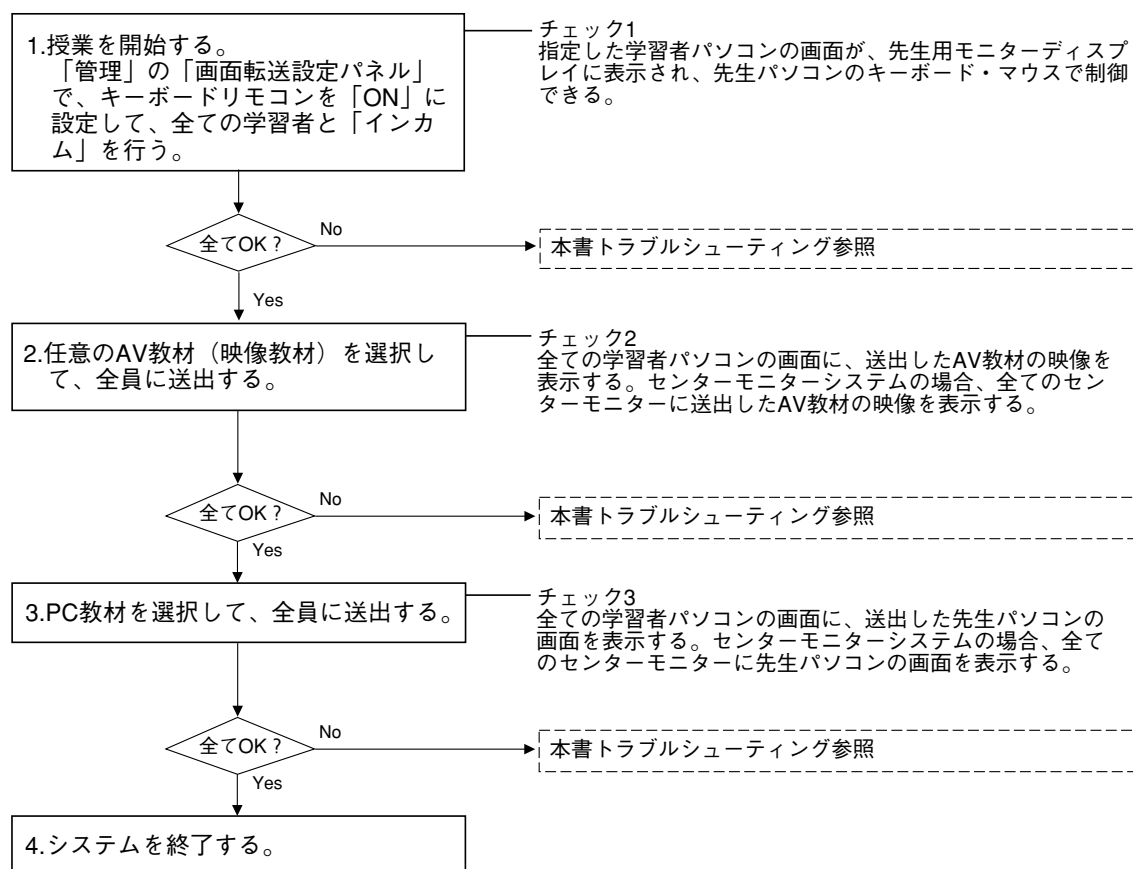 1.授業を開始する。
「管理」の「画面転送設定パネル」
で、キーボードリモコンを「ON」に
設定して、全ての学習者と「インカ
ム」を行う。
チェック1
指定した学習者パソコンの画面が、先生用モニターディスプ
レイに表示され、先生パソコンのキーボード・マウスで制御
できる。
全てOK?
No
本書トラブルシューティング参照
Yes
2.任意のAV教材（映像教材）を選択し
て、全員に送出する。
チェック2
全ての学習者パソコンの画面に、送出したAV教材の映像を
表示する。センターモニターシステムの場合、全てのセン
ターモニターに送出したAV教材の映像を表示する。
全てOK?
No
本書トラブルシューティング参照
Yes
3.PC教材を選択して、全員に送出する。
チェック3
全ての学習者パソコンの画面に、送出した先生パソコンの
画面を表示する。センターモニターシステムの場合、全て
のセンターモニターに先生パソコンの画面を表示する。
全てOK?
No
本書トラブルシューティング参照
Yes
4.システムを終了する。